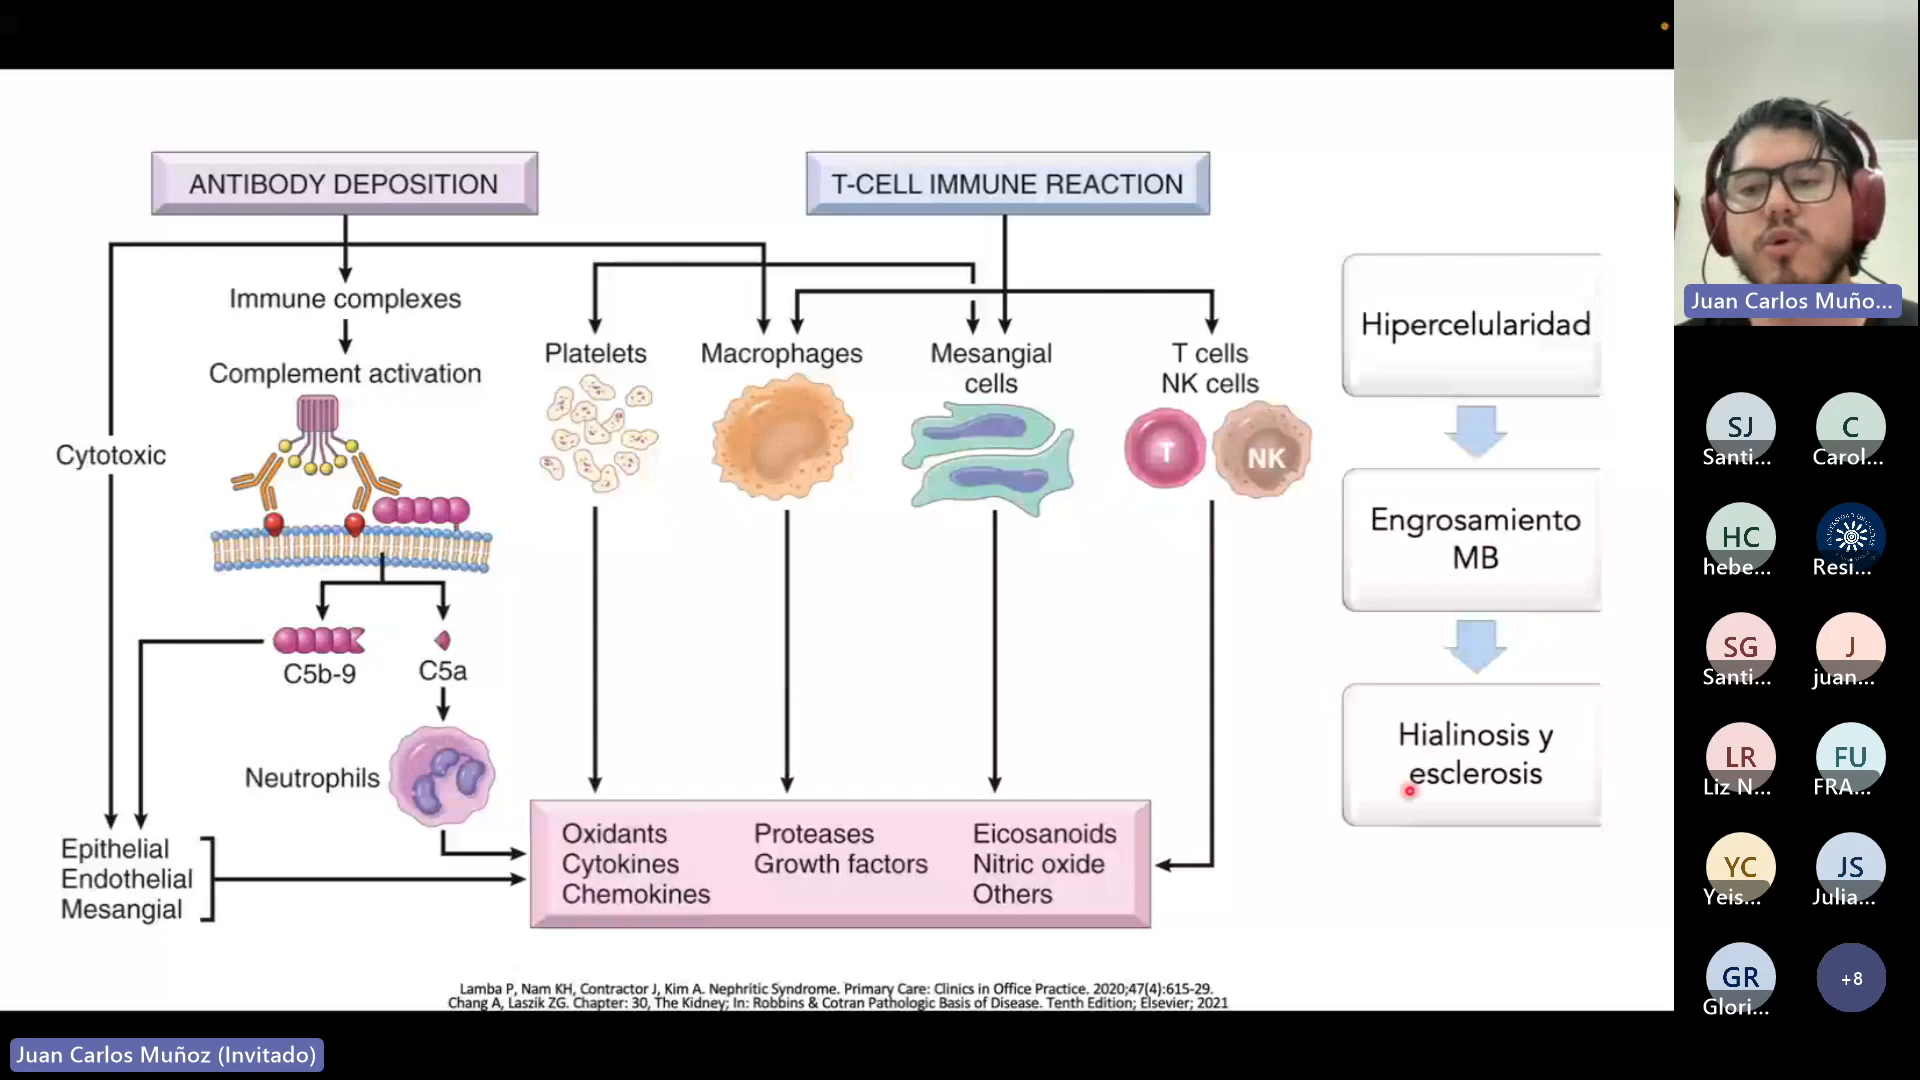 ANTIBODY DEPOSITION
T-CELL IMMUNE REACTION
Immune complexes
Complement activation
Cytotoxic
C5b-9
C5a
Neutrophils
Epithelial
Endothelial
Mesangial
Platelets
Macrophages
Mesangial
cells
T cells
NK cells
T
NK
Oxidants
Cytokines
Chemokines
Proteases
Growth factors
Eicosanoids
Nitric oxide
Others
Hipercelularidad
Engrosamiento
MB
Hialinosis y
esclerosis
Lamba P, Nam KH, Contractor J, Kim A. Nephritic Syndrome. Primary Care: Clinics in Office Practice. 2020;47(4):615-29.
Chang A, Laszik ZG. Chapter: 30, The Kidney; In: Robbins & Cotran Pathologic Basis of Disease. Tenth Edition; Elsevier; 2021
Juan Carlos Muñoz (Invitado)
Juan Carlos Muño...
SJ
Santi...
C
Carol...
HC
hebe...
Resi...
SG
Santi...
J
juan...
LR
Liz N...
FU
FRA...
YC
Yeis...
JS
Julia...
GR
Glori...
+8